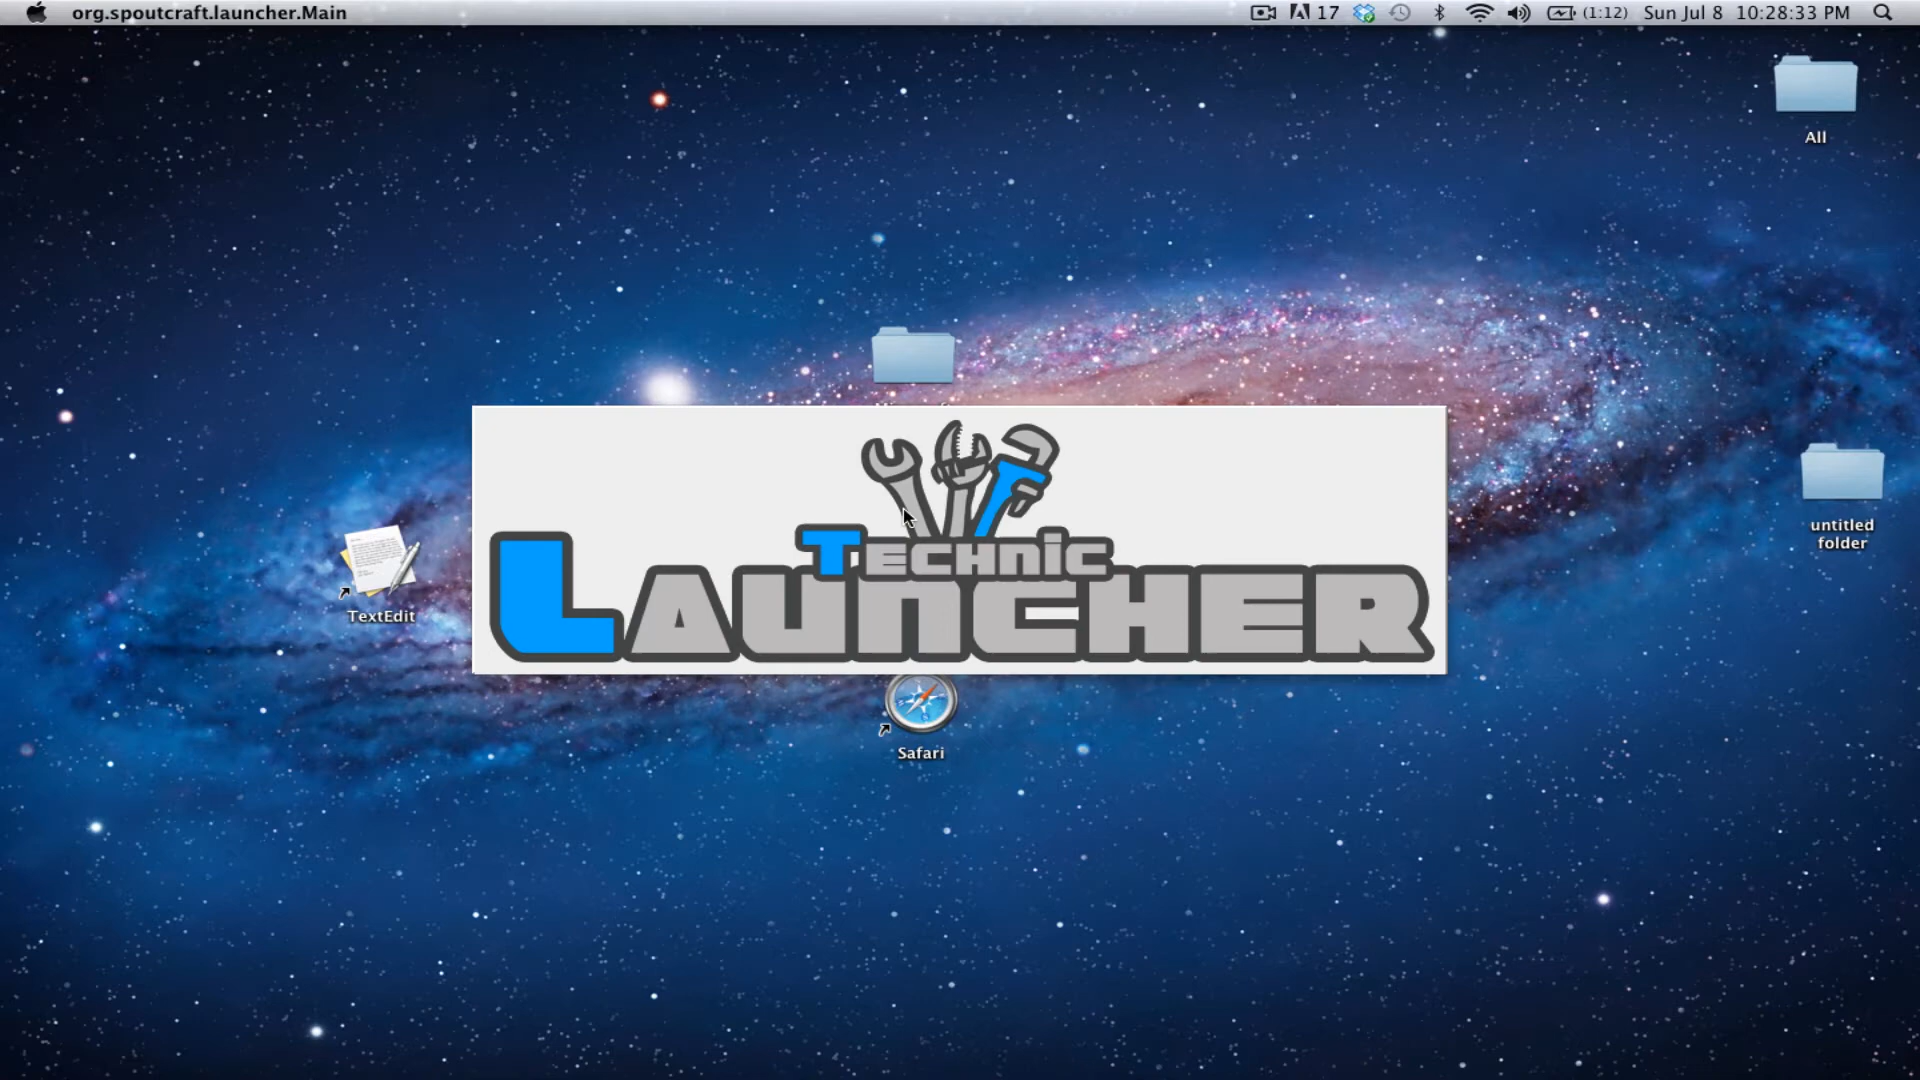 org.spoutcraft.launcher.Main
17
(1:12)
Sun Jul 8 10:28:33 PM
All
Technic
Launcher
TextEdit
untitled
folder
Safari